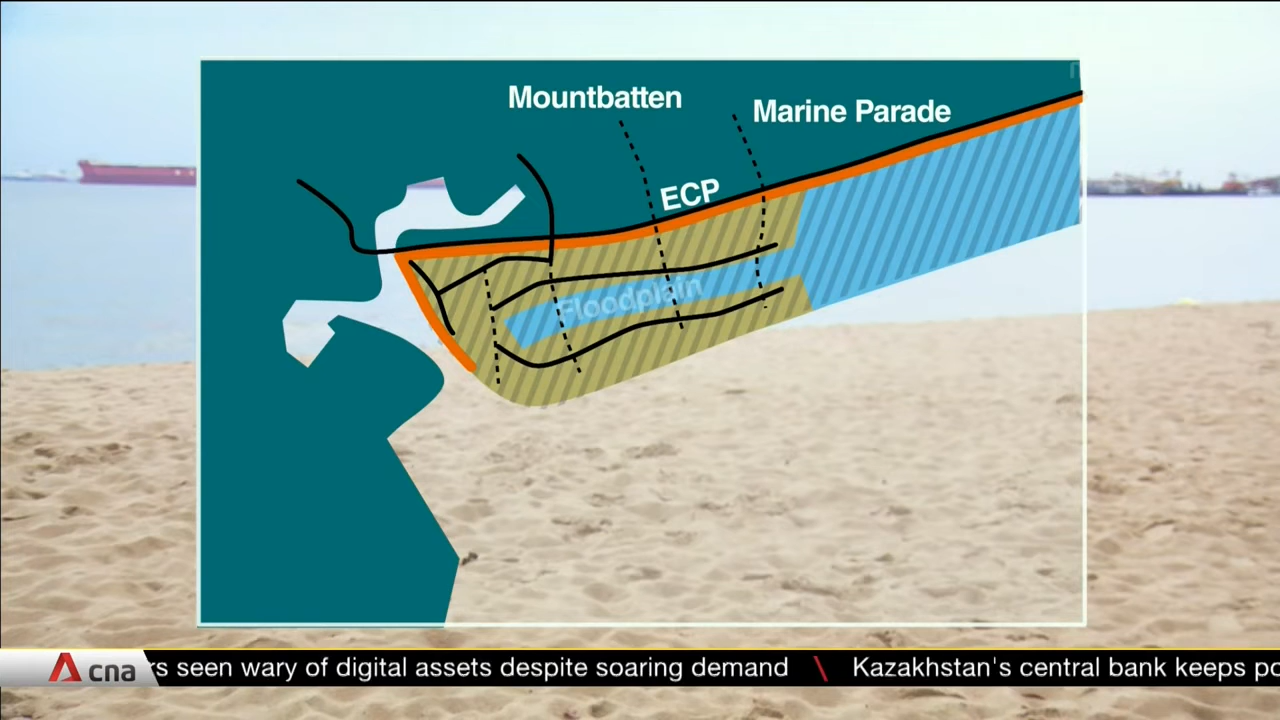 Mountbatten
Marine Parade
ECP
Floodplain
cna
rs seen wary of digital assets despite soaring demand \ Kazakhstan's central bank keeps po